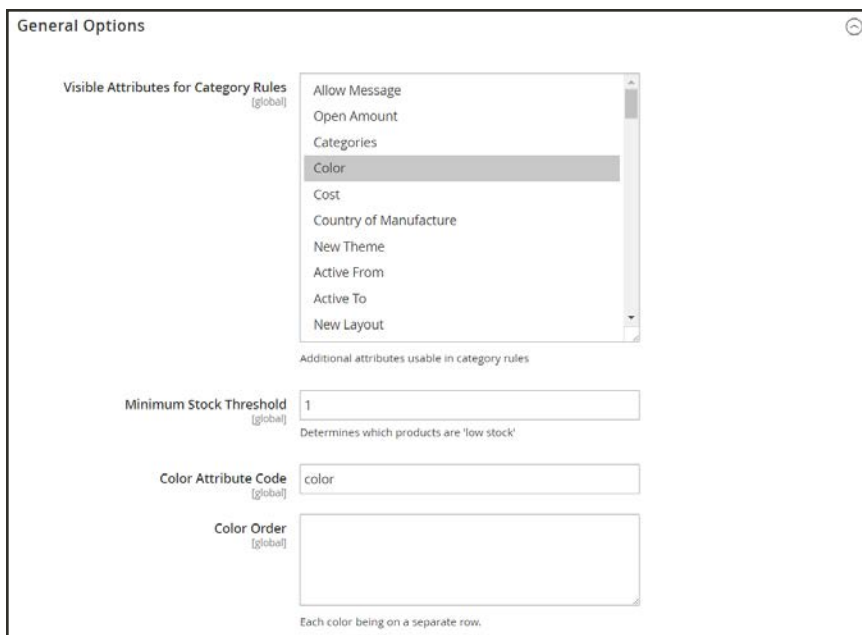 General Options
Visible Attributes for Category Rules
[global]
Allow Message
Open Amount
Categories
Color
Cost
Country of Manufacture
New Theme
Active From
Active To
New Layout
Additional attributes usable in category rules
Minimum Stock Threshold
[global]
1
Determines which products are 'low stock'
Color Attribute Code
[global]
color
Color Order
[global]
Each color being on a separate row.